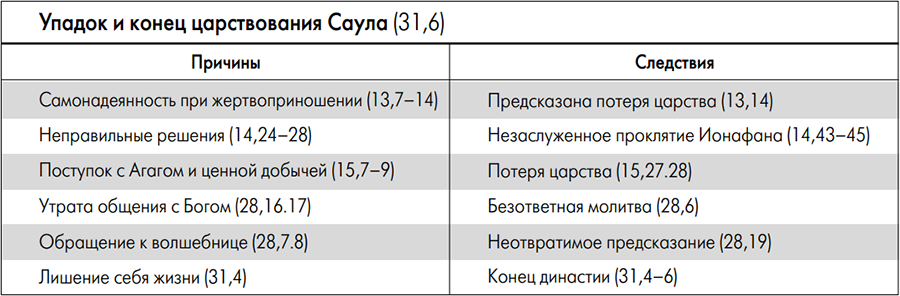 Упадок и конец царствования Саула (31,6)
Причины Следствия
Самонадеянность при жертвоприношении (13,7–14) Предсказана потеря царства (13,14)
Неправильные решения (14,24–28) Незаслуженное проклятие Ионафана (14,43–45)
Поступок с Агагом и ценной добычей (15,7–9) Потеря царства (15,27.28)
Утрата общения с Богом (28,16.17) Безответная молитва (28,6)
Обращение к волшебнице (28,7.8) Неотвратимое предсказание (28,19)
Лишение себя жизни (31,4) Конец династии (31,4–6)